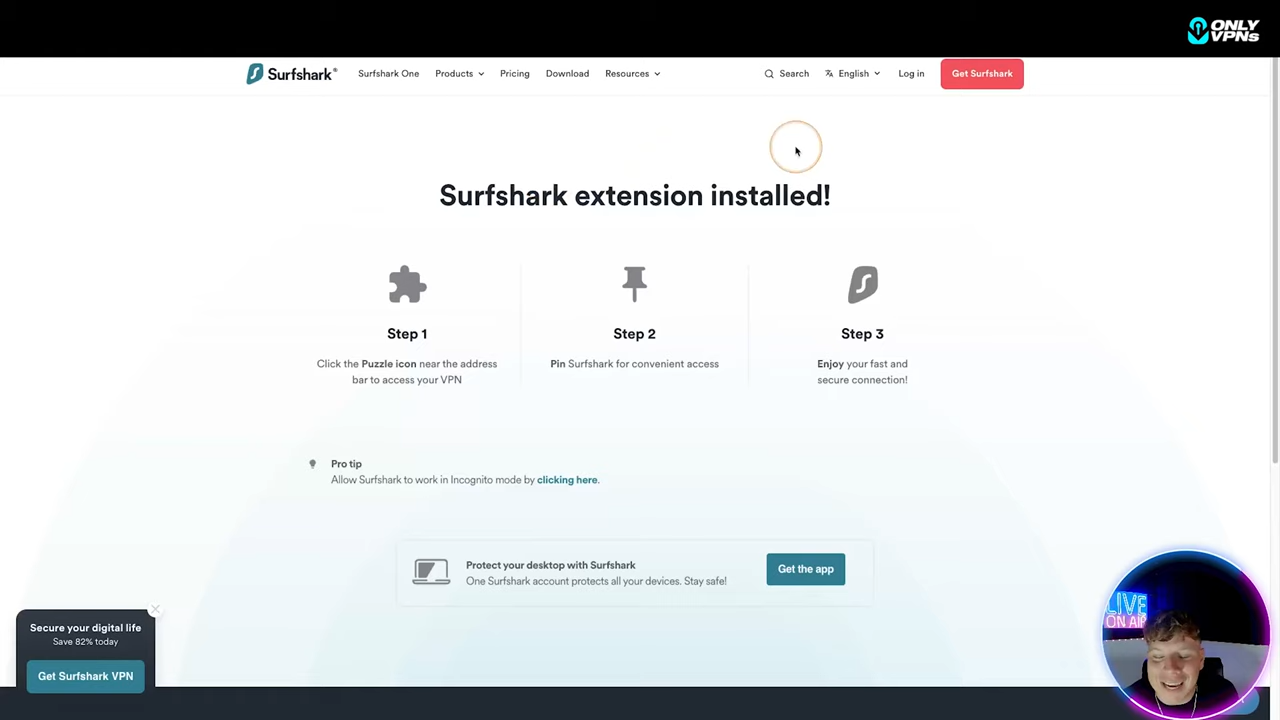 ONLY
VPNs
Surfshark®
Surfshark One
Products
Pricing
Download
Resources
Search
English
Log in
Get Surfshark
Surfshark extension installed!
Step 1
Click the Puzzle icon near the address
bar to access your VPN
Step 2
Pin Surfshark for convenient access
Step 3
Enjoy your fast and
secure connection!
Pro tip
Allow Surfshark to work in Incognito mode by clicking here.
Protect your desktop with Surfshark
One Surfshark account protects all your devices. Stay safe!
Get the app
Secure your digital life
Save 82% today
Get Surfshark VPN
LIVE
ON AIR